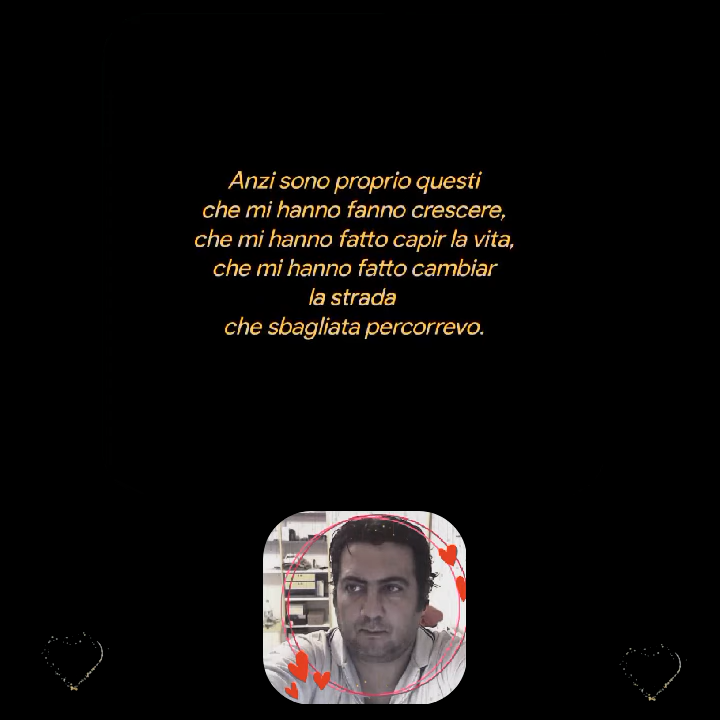 Anzi sono proprio questi
che mi hanno fanno crescere,
che mi hanno fatto capir la vita,
che mi hanno fatto cambiar
la strada
che sbagliata percorrevo.